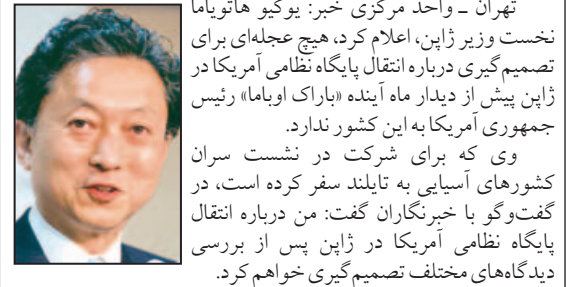 تهران ـ واحد مرکزی خبر: یوکیو هاتویاما
نخست وزیر ژاپن، اعلام کرد، هیچ عجله‌ای برای
تصمیم‌گیری درباره انتقال پایگاه نظامی آمریکا در
ژاپن پیش از دیدار ماه آینده «باراک اوباما» رئیس
جمهوری آمریکا به این کشور ندارد.
وی که برای شرکت در نشست سران
کشورهای آسیایی به تایلند سفر کرده است، در
گفت‌وگو با خبرنگاران گفت: من درباره انتقال
پایگاه نظامی آمریکا در ژاپن پس از بررسی
دیدگاه‌های مختلف تصمیم‌گیری خواهم کرد.